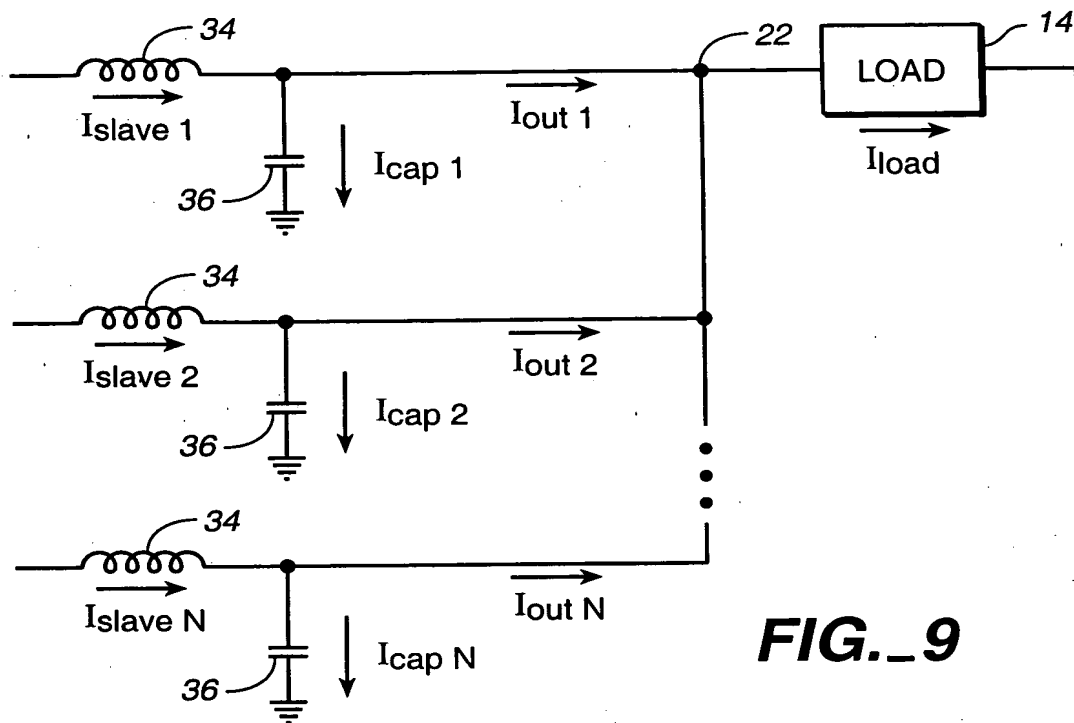 34
22
14
LOAD
Islave 1
Iout 1
Iload
36
Icap 1
34
Islave 2
Iout 2
36
Icap 2
34
Islave N
Iout N
36
Icap N
FIG._9